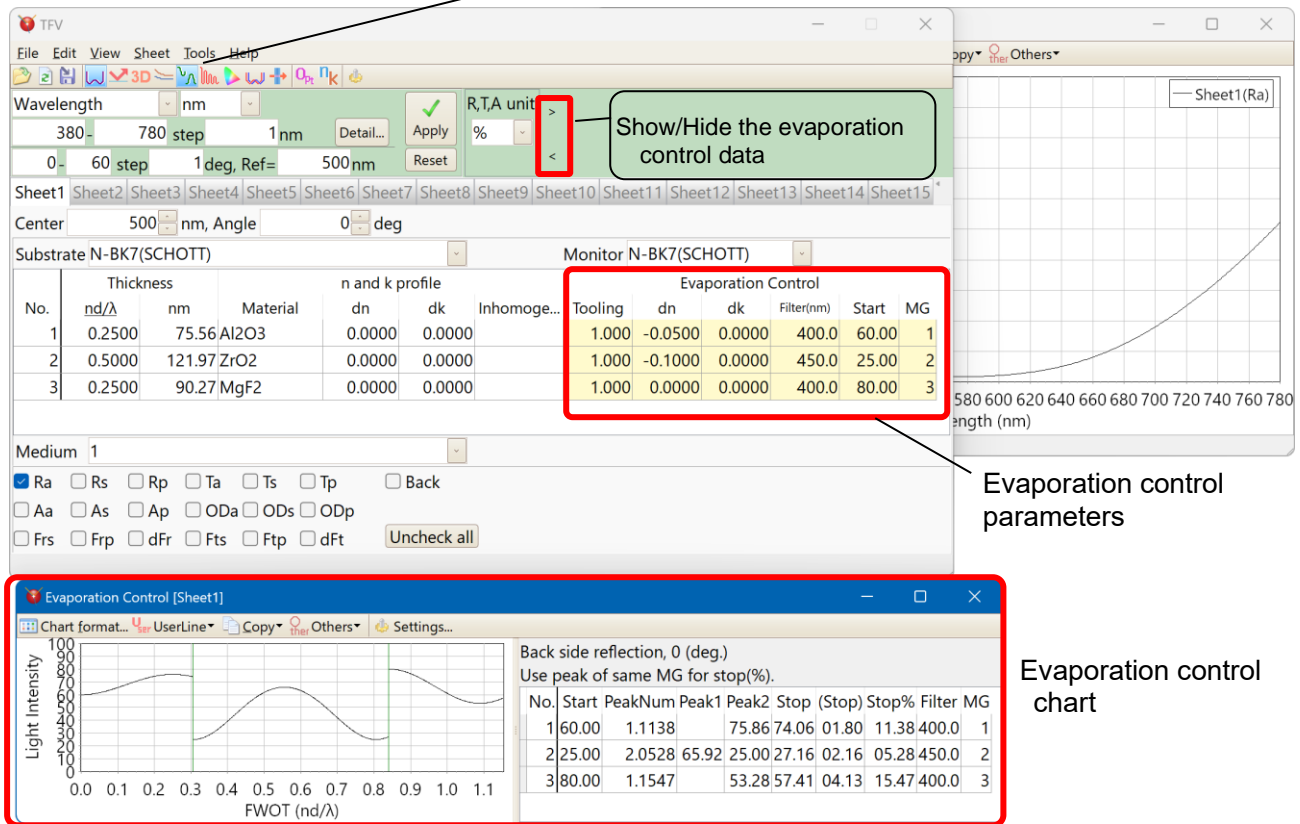 TFV
File Edit View Sheet Tools Help
opy Others
3D Opt nk
Wavelength nm Apply R,T,A unit >
380 - 780 step 1 nm Detail... %
0 - 60 step 1 deg, Ref= 500 nm Reset <
Show/Hide the evaporation
control data
Sheet1(Ra)
Sheet1 Sheet2 Sheet3 Sheet4 Sheet5 Sheet6 Sheet7 Sheet8 Sheet9 Sheet10 Sheet11 Sheet12 Sheet13 Sheet14 Sheet15
Center 500 nm, Angle 0 deg
Substrate N-BK7(SCHOTT) Monitor N-BK7(SCHOTT)
Thickness n and k profile Evaporation Control
No. nd/λ nm Material dn dk Inhomoge... Tooling dn dk Filter(nm) Start MG
1 0.2500 75.56 Al2O3 0.0000 0.0000 1.000 -0.0500 0.0000 400.0 60.00 1
2 0.5000 121.97 ZrO2 0.0000 0.0000 1.000 -0.1000 0.0000 450.0 25.00 2
3 0.2500 90.27 MgF2 0.0000 0.0000 1.000 0.0000 0.0000 400.0 80.00 3
580 600 620 640 660 680 700 720 740 760 780
ength (nm)
Medium 1
Ra Rs Rp Ta Ts Tp Back
Aa As Ap ODa ODs ODp
Frs Frp dFr Fts Ftp dFt Uncheck all
Evaporation control
parameters
Evaporation Control [Sheet1]
Chart format... User UserLine Copy Other Others Settings...
Back side reflection, 0 (deg.)
Use peak of same MG for stop(%).
No. Start PeakNum Peak1 Peak2 Stop (Stop) Stop% Filter MG
1 60.00 1.1138 75.86 74.06 01.80 11.38 400.0 1
2 25.00 2.0528 65.92 25.00 27.16 02.16 05.28 450.0 2
3 80.00 1.1547 53.28 57.41 04.13 15.47 400.0 3
Light Intensity
100
90
80
70
60
50
40
30
20
10
0
0.0 0.1 0.2 0.3 0.4 0.5 0.6 0.7 0.8 0.9 1.0 1.1
FWOT (nd/λ)
Evaporation control
chart